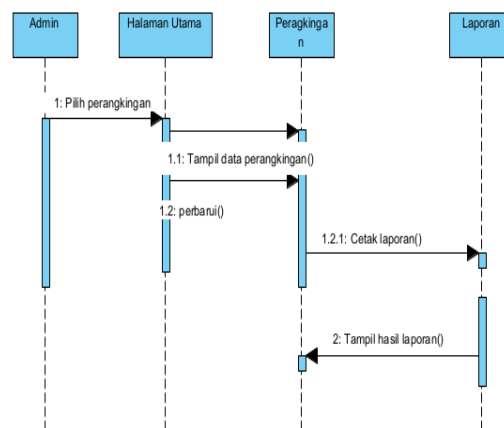 Admin
Halaman Utama
Peragkinga
n
Laporan
1: Pilih perangkingan
1.1: Tampil data perangkingan()
1.2: perbarui()
1.2.1: Cetak laporan()
2: Tampil hasil laporan()